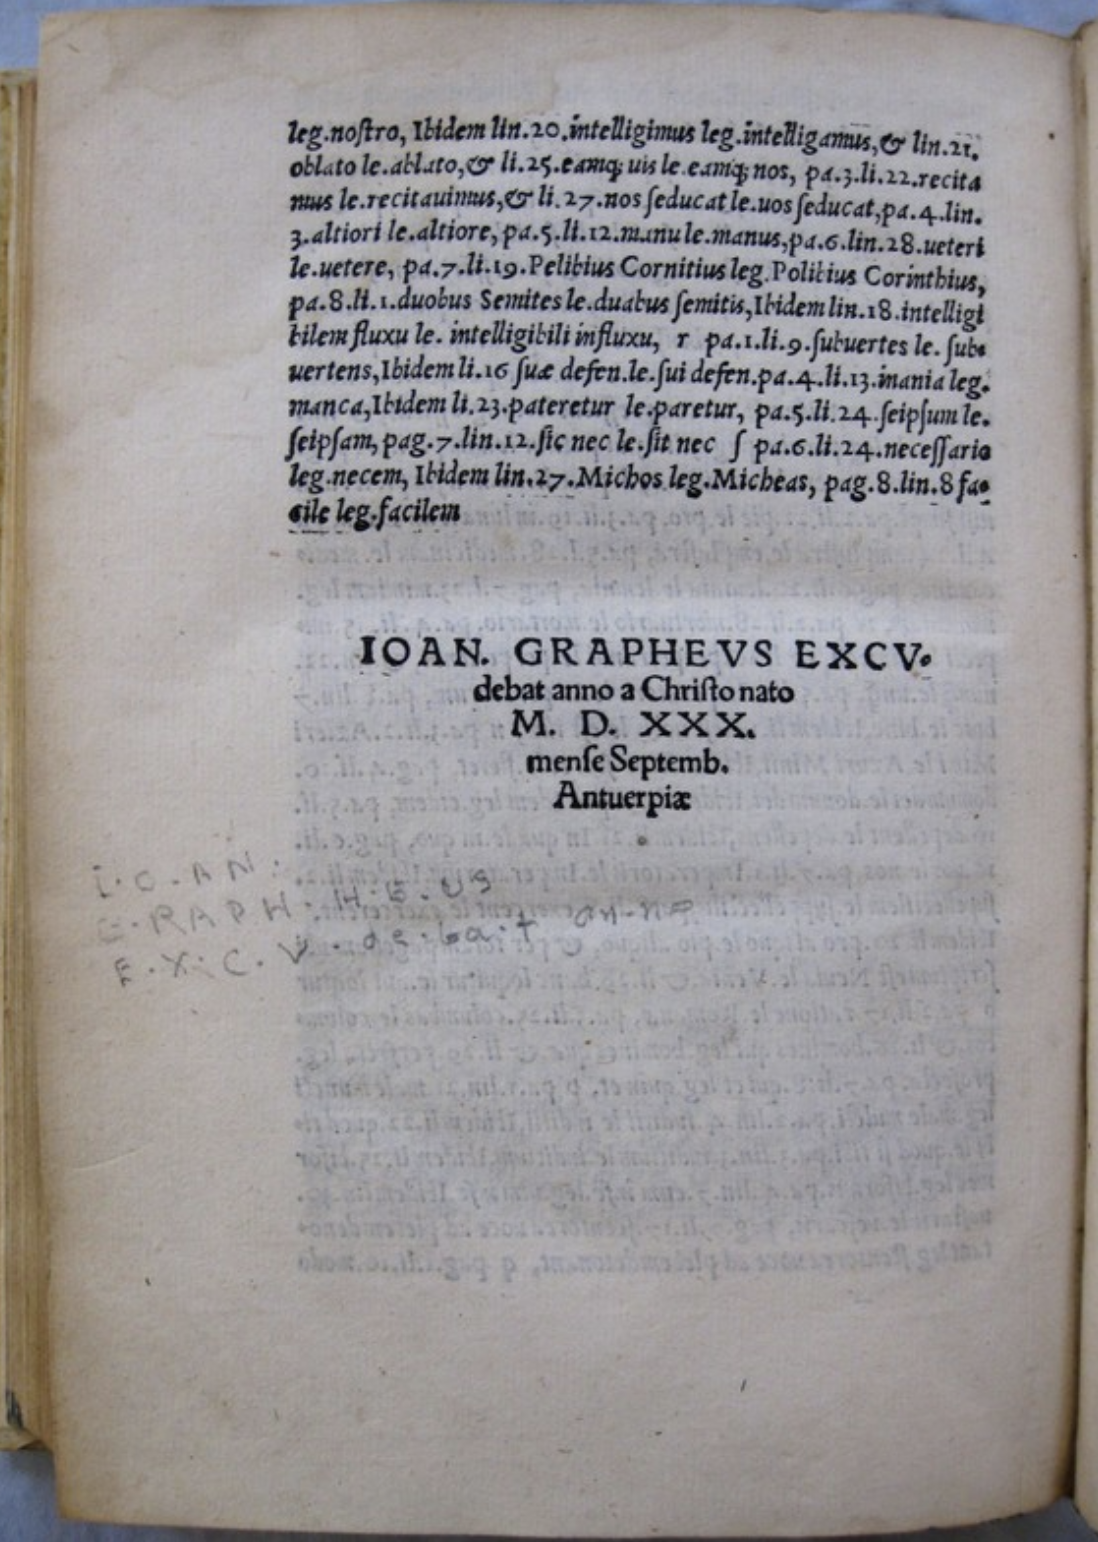 leg.noſtro, Ibidem lin.20.intelligimus leg.intelligamus,& lin.21.
oblato le.ablato,& li.25.eamq; uis le.eamq; nos, pa.3.li.22.recita
mus le.recitauimus,& li.27.nos ſeducat le.uos ſeducat,pa.4.lin.
3.altiori le.altiore, pa.5.li.12.manu le.manus,pa.6.lin.28.ueteri
le.uetere, pa.7.li.19.Pelibius Cornitius leg.Politius Corinthius,
pa.8.li.1.duobus Semites le.duabus ſemitis,Ibidem lin.18.intelligi
bilem fluxu le. intelligibili influxu, r pa.1.li.9.ſubuertes le. ſub-
uertens,Ibidem li.16 ſuæ defen.le.ſui defen.pa.4.li.13.inania leg.
manca,Ibidem li.23.pateretur le.paretur, pa.5.li.24.ſeipſum le.
ſeipſam, pag.7.lin.12.ſic nec le.ſit nec ſ pa.6.li.24.neceſſario
leg.necem, Ibidem lin.27.Michos leg.Micheas, pag.8.lin.8 fa-
cile leg.facilem
IOAN. GRAPHEVS EXCV-
debat anno a Chriſto nato
M. D. XXX.
menſe Septemb.
Antuerpiæ
I.O.AN:
G.RAPH.HE.US
E.X.C.V.de.ba.t an-no